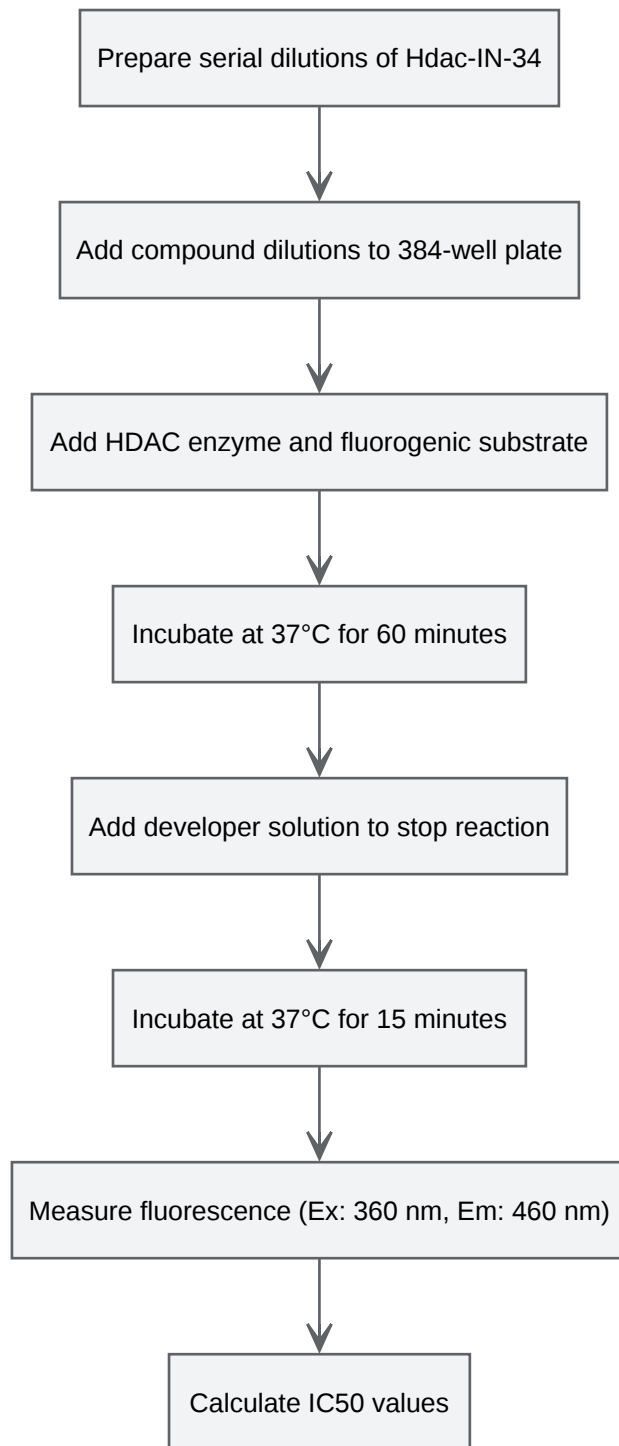 Prepare serial dilutions of Hdac-IN-34
Add compound dilutions to 384-well plate
Add HDAC enzyme and fluorogenic substrate
Incubate at 37°C for 60 minutes
Add developer solution to stop reaction
Incubate at 37°C for 15 minutes
Measure fluorescence (Ex: 360 nm, Em: 460 nm)
Calculate IC50 values